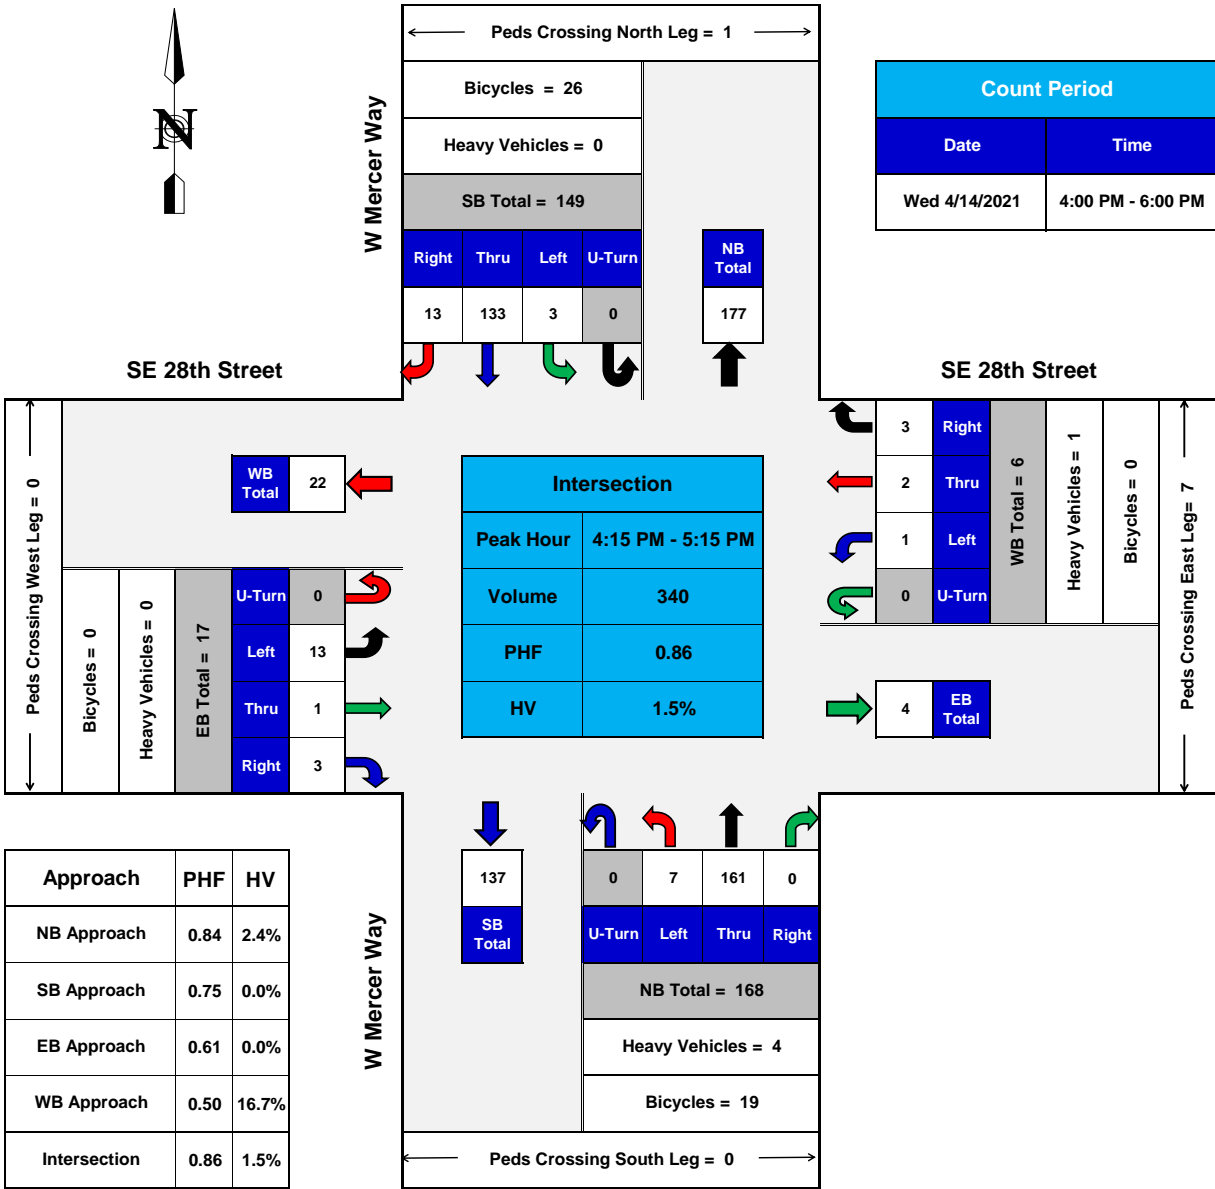 Peds Crossing North Leg = 1
N
W Mercer Way
Bicycles = 26
Heavy Vehicles = 0
SB Total = 149
Right Thru Left U-Turn
13 133 3 0
NB Total
177
Count Period
Date Time
Wed 4/14/2021 4:00 PM - 6:00 PM
SE 28th Street
SE 28th Street
Peds Crossing West Leg = 0
WB Total 22
Bicycles = 0
Heavy Vehicles = 0
EB Total = 17
U-Turn 0
Left 13
Thru 1
Right 3
Intersection
Peak Hour 4:15 PM - 5:15 PM
Volume 340
PHF 0.86
HV 1.5%
3 Right
2 Thru
1 Left
0 U-Turn
WB Total = 6
Heavy Vehicles = 1
Bicycles = 0
Peds Crossing East Leg= 7
4 EB Total
137
SB Total
0 7 161 0
U-Turn Left Thru Right
NB Total = 168
Heavy Vehicles = 4
Bicycles = 19
Peds Crossing South Leg = 0
W Mercer Way
Approach PHF HV
NB Approach 0.84 2.4%
SB Approach 0.75 0.0%
EB Approach 0.61 0.0%
WB Approach 0.50 16.7%
Intersection 0.86 1.5%